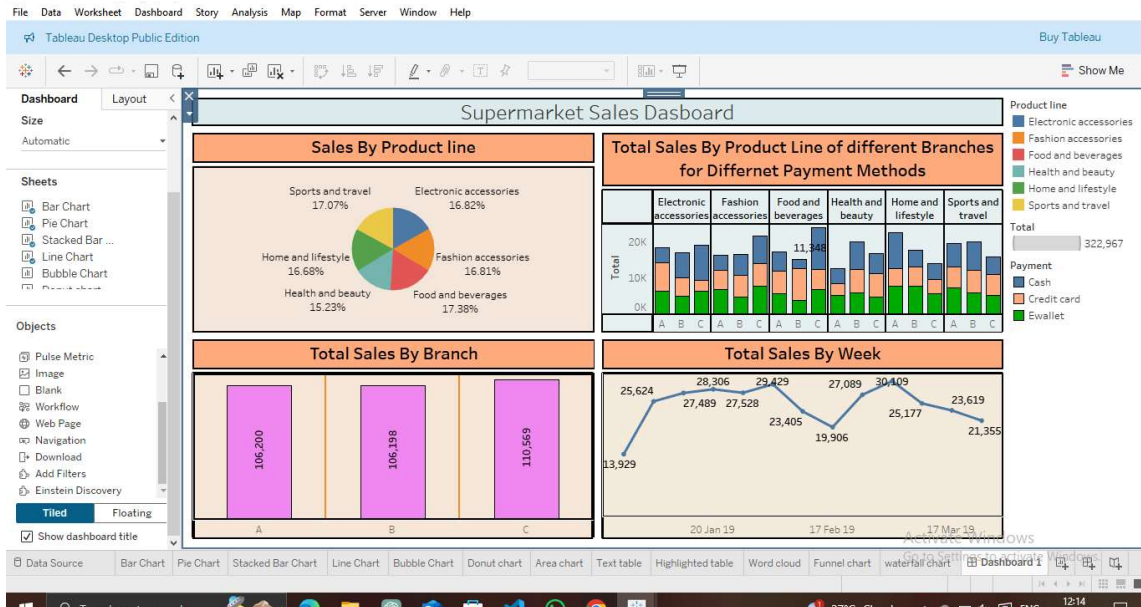 File Data Worksheet Dashboard Story Analysis Map Format Server Window Help
Tableau Desktop Public Edition
Buy Tableau
Show Me
Dashboard Layout
Size
Automatic
Sheets
Bar Chart
Pie Chart
Stacked Bar ...
Line Chart
Bubble Chart
Objects
Pulse Metric
Image
Blank
Workflow
Web Page
Navigation
Download
Add Filters
Einstein Discovery
Tiled Floating
Show dashboard title
Supermarket Sales Dasboard
Sales By Product line
Sports and travel
17.07%
Electronic accessories
16.82%
Home and lifestyle
16.68%
Fashion accessories
16.81%
Health and beauty
15.23%
Food and beverages
17.38%
Total Sales By Product Line of different Branches
for Differnet Payment Methods
Electronic accessories
Fashion accessories
Food and beverages
Health and beauty
Home and lifestyle
Sports and travel
Total
20K
10K
0K
11,348
A B C A B C A B C A B C A B C A B C
Total Sales By Branch
106,200
106,198
110,569
A B C
Total Sales By Week
13,929
25,624
27,489
28,306
27,528
29,429
23,405
19,906
27,089
30,109
25,177
23,619
21,355
20 Jan 19 17 Feb 19 17 Mar 19
Product line
Electronic accessories
Fashion accessories
Food and beverages
Health and beauty
Home and lifestyle
Sports and travel
Total
322,967
Payment
Cash
Credit card
Ewallet
Activate Windows
Go to Settings to activate Windows.
Data Source Bar Chart Pie Chart Stacked Bar Chart Line Chart Bubble Chart Donut chart Area chart Text table Highlighted table Word cloud Funnel chart waterfall chart Dashboard 1
12:14